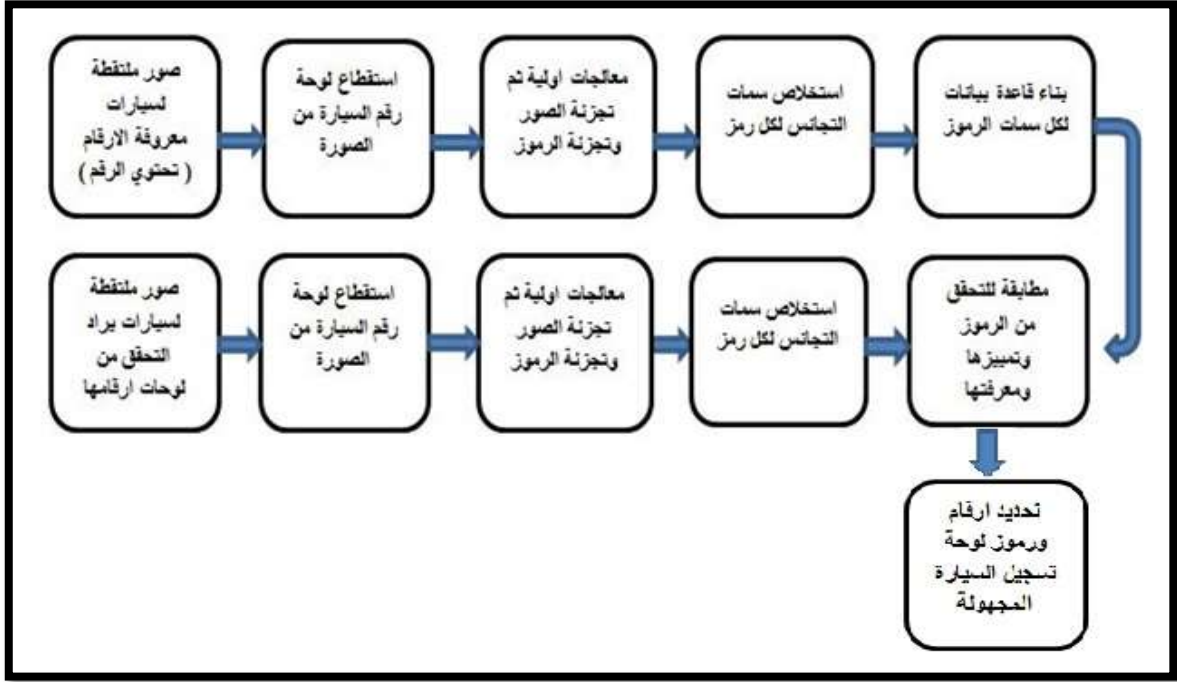 صور ملتقطة
لسيارات
معروفة الارقام
( تحتوي الرقم )
استقطاع لوحة
رقم السيارة من
الصورة
معالجات اولية ثم
تجزئة الصور
وتجزئة الرموز
استخلاص سمات
التجانس لكل رمز
بناء قاعدة بيانات
لكل سمات الرموز
صور ملتقطة
لسيارات يراد
التحقق من
لوحات ارقامها
استقطاع لوحة
رقم السيارة من
الصورة
معالجات اولية ثم
تجزئة الصور
وتجزئة الرموز
استخلاص سمات
التجانس لكل رمز
مطابقة للتحقق
من الرموز
وتمييزها
ومعرفتها
تحديد ارقام
ورموز لوحة
تسجيل السيارة
المجهولة